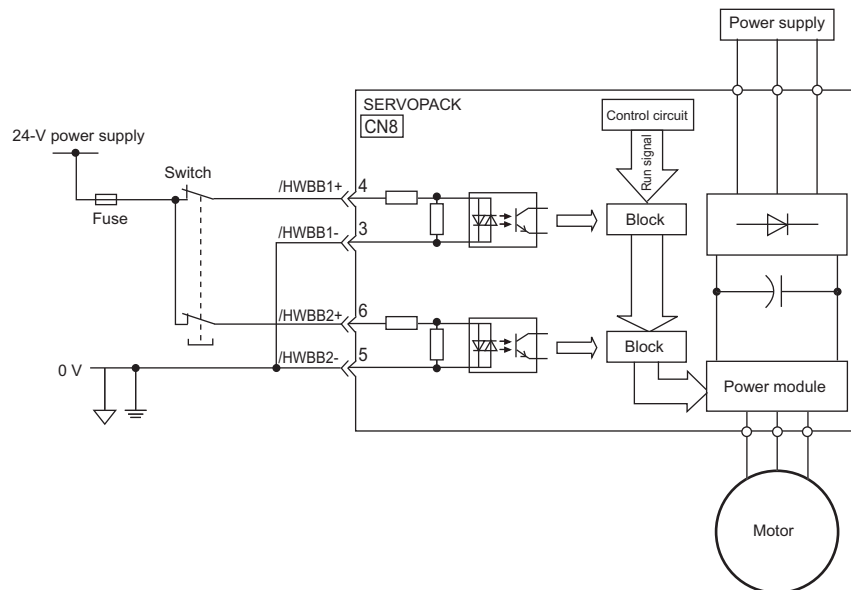 Power supply
SERVOPACK
CN8
Control circuit
24-V power supply
Switch
Run signal
/HWBB1+
4
Fuse
Block
/HWBB1-
3
/HWBB2+
6
Block
/HWBB2-
5
0 V
Power module
Motor